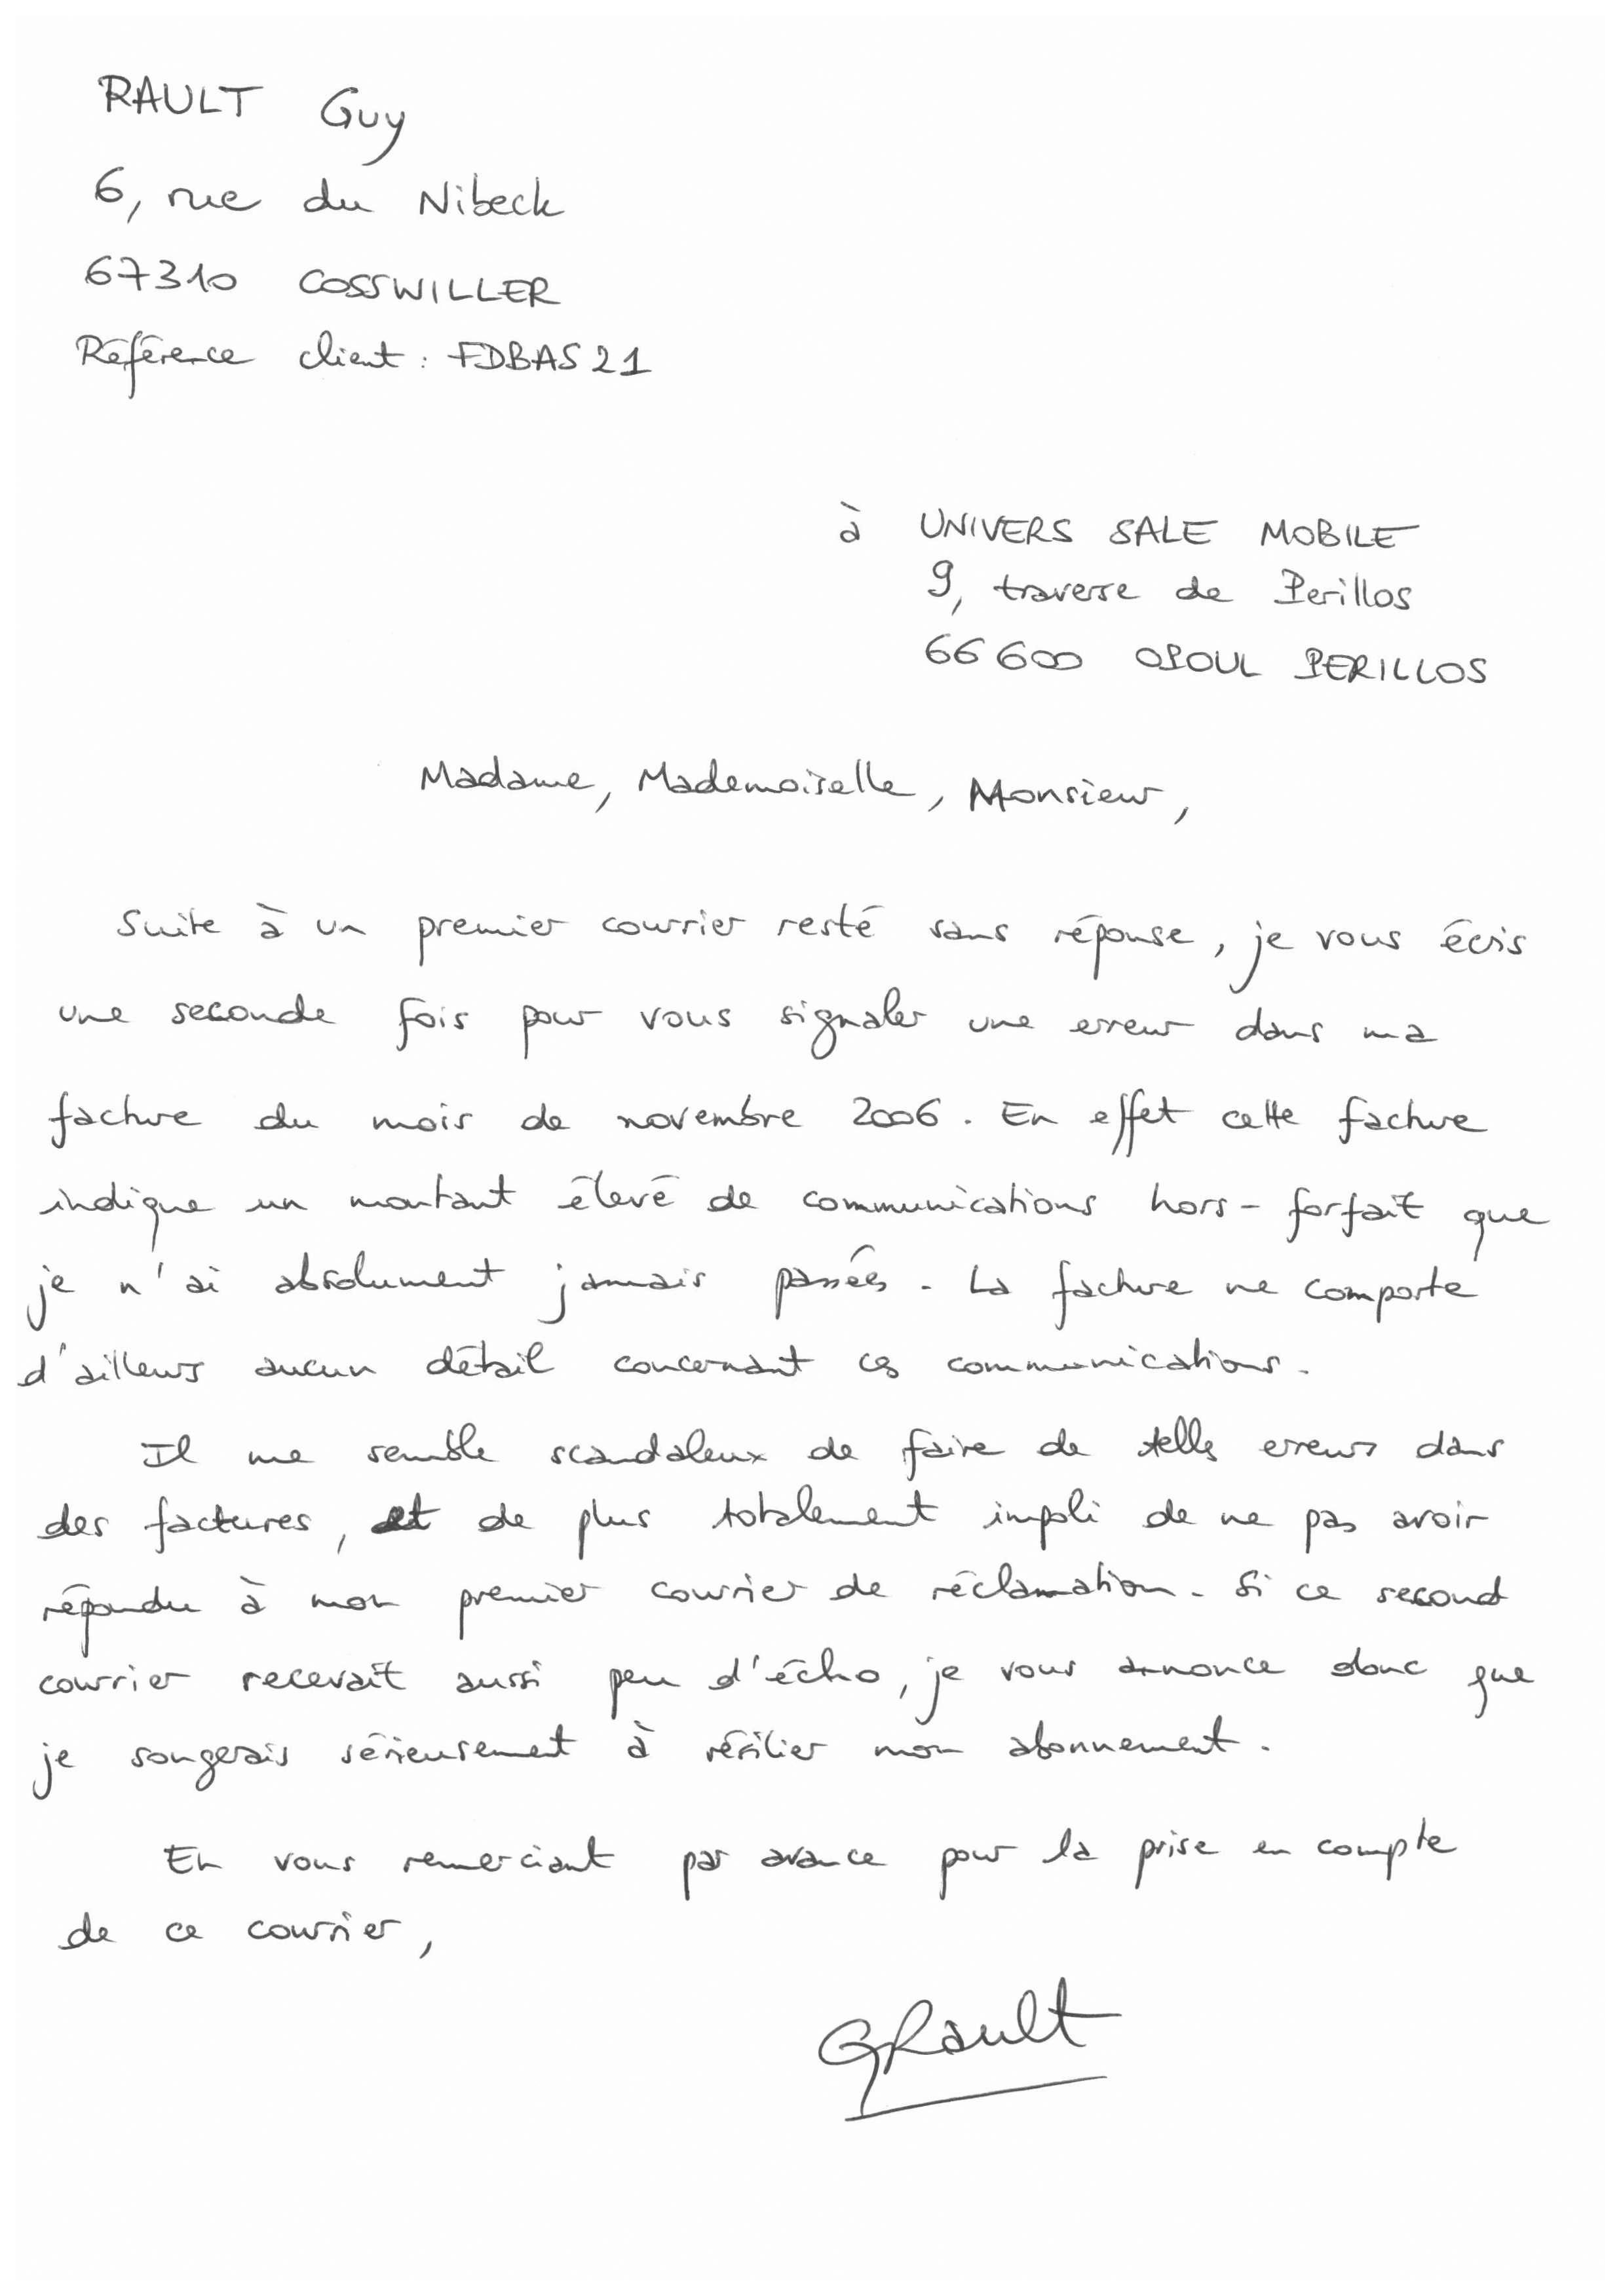 RAULT Guy
6, rue du Nibeck
67310 COSSWILLER
Référence client : FDBAS21
à UNIVERS SALE MOBILE
9, traverse de Perillos
66600 OPOUL PERILLOS
Madame, Mademoiselle, Monsieur,
Suite à un premier courrier resté sans réponse, je vous écris
une seconde fois pour vous signaler une erreur dans ma
facture du mois de novembre 2006. En effet cette facture
indique un montant élevé de communications hors-forfait que
je n'ai absolument jamais passées. La facture ne comporte
d'ailleurs aucun détail concernant ces communications.
Il me semble scandaleux de faire de telles erreurs dans
des factures, et de plus totalement impoli de ne pas avoir
répondu à mon premier courrier de réclamation. Si ce second
courrier recevait aussi peu d'écho, je vous annonce donc que
je songerais sérieusement à résilier mon abonnement.
En vous remerciant par avance pour la prise en compte
de ce courrier,
GRault